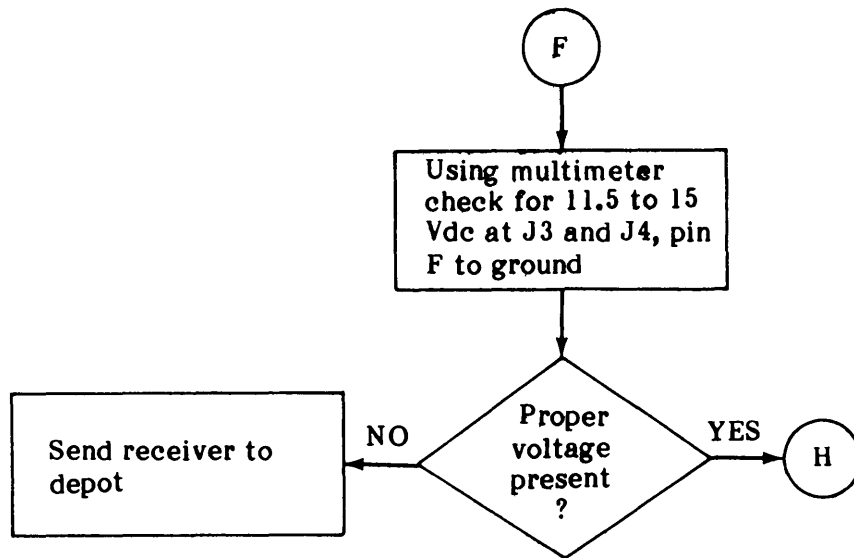 F
Using multimeter
check for 11.5 to 15
Vdc at J3 and J4, pin
F to ground
Proper
voltage
present
?
NO
YES
Send receiver to
depot
H